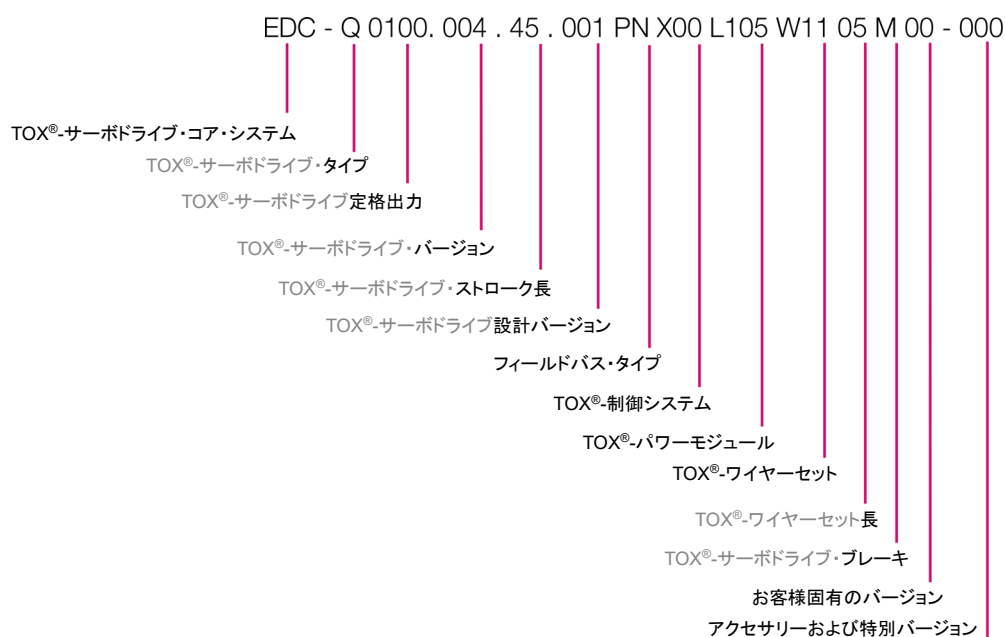 EDC - Q 0100. 004 . 45 . 001 PN X00 L105 W11 05 M 00 - 000
TOX®-サーボドライブ・コア・システム
TOX®-サーボドライブ・タイプ
TOX®-サーボドライブ定格出力
TOX®-サーボドライブ・バージョン
TOX®-サーボドライブ・ストローク長
TOX®-サーボドライブ設計バージョン
フィールドバス・タイプ
TOX®-制御システム
TOX®-パワーモジュール
TOX®-ワイヤーセット
TOX®-ワイヤーセット長
TOX®-サーボドライブ・ブレーキ
お客様固有のバージョン
アクセサリーおよび特別バージョン